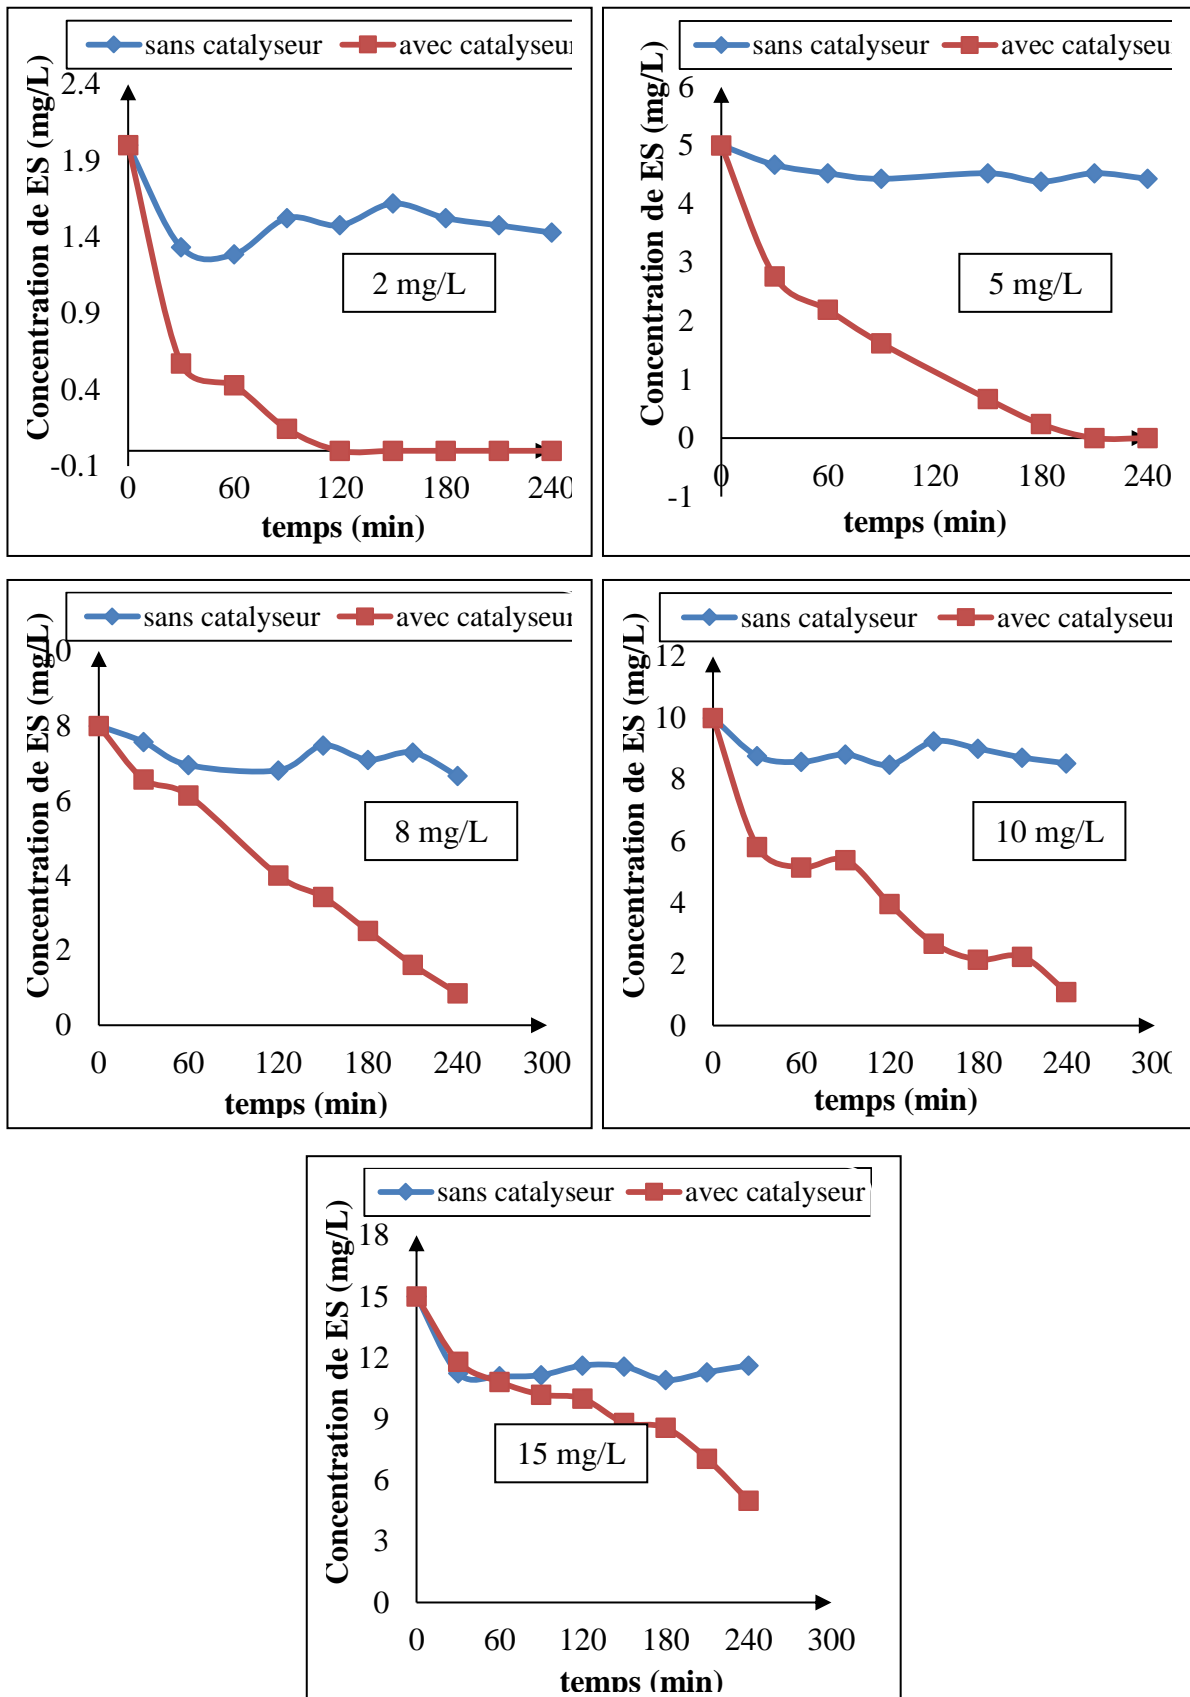 sans catalyseur avec catalyseur
Concentration de ES (mg/L)
2.4
1.9
1.4
0.9
0.4
-0.1
2 mg/L
0 60 120 180 240
temps (min)
sans catalyseur avec catalyseur
Concentration de ES (mg/L)
6
5
4
3
2
1
0
-1
5 mg/L
0 60 120 180 240
temps (min)
sans catalyseur avec catalyseur
Concentration de ES (mg/L)
0
8
6
4
2
0
8 mg/L
0 60 120 180 240 300
temps (min)
sans catalyseur avec catalyseur
Concentration de ES (mg/L)
12
10
8
6
4
2
0
10 mg/L
0 60 120 180 240 300
temps (min)
sans catalyseur avec catalyseur
Concentration de ES (mg/L)
18
15
12
9
6
3
0
15 mg/L
0 60 120 180 240 300
temps (min)